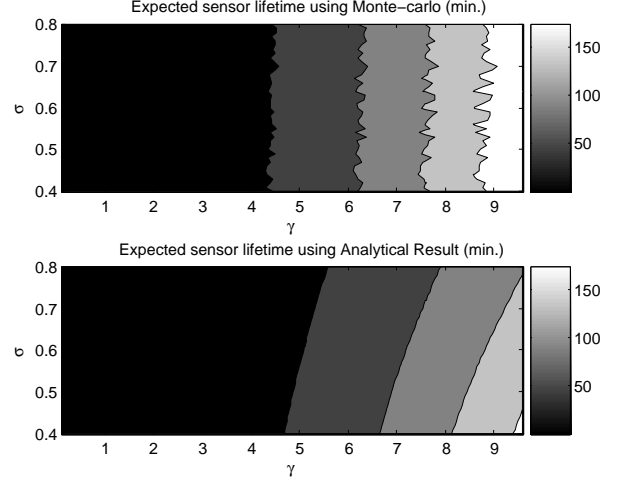 Expected sensor lifetime using Monte−carlo (min.)
0.8
0.7
0.6
0.5
0.4
σ
1 2 3 4 5 6 7 8 9
γ
150
100
50
Expected sensor lifetime using Analytical Result (min.)
0.8
0.7
0.6
0.5
0.4
σ
1 2 3 4 5 6 7 8 9
γ
150
100
50